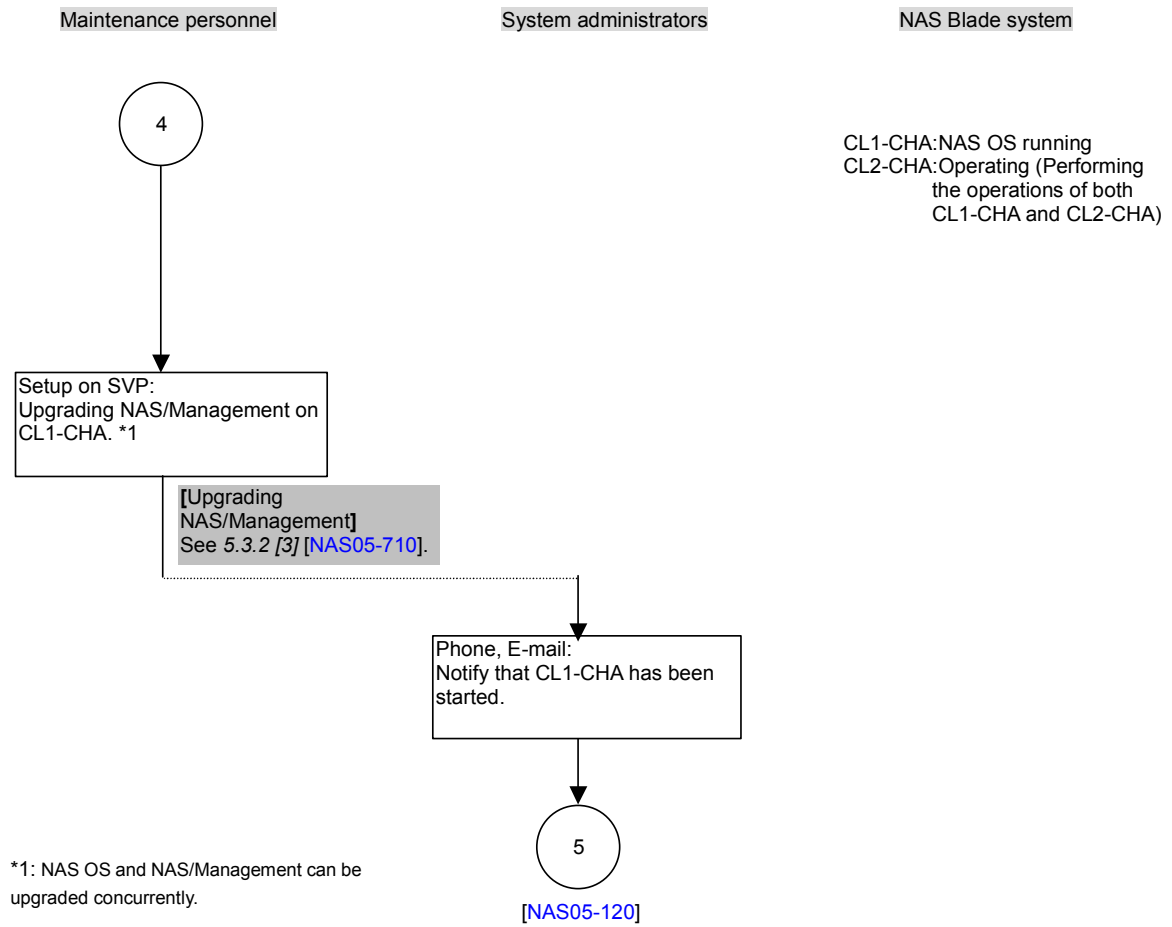 Maintenance personnel
System administrators
NAS Blade system
4
CL1-CHA:NAS OS running
CL2-CHA:Operating (Performing
the operations of both
CL1-CHA and CL2-CHA)
Setup on SVP:
Upgrading NAS/Management on
CL1-CHA. *1
[Upgrading
NAS/Management]
See 5.3.2 [3] [NAS05-710].
Phone, E-mail:
Notify that CL1-CHA has been
started.
5
[NAS05-120]
*1: NAS OS and NAS/Management can be
upgraded concurrently.